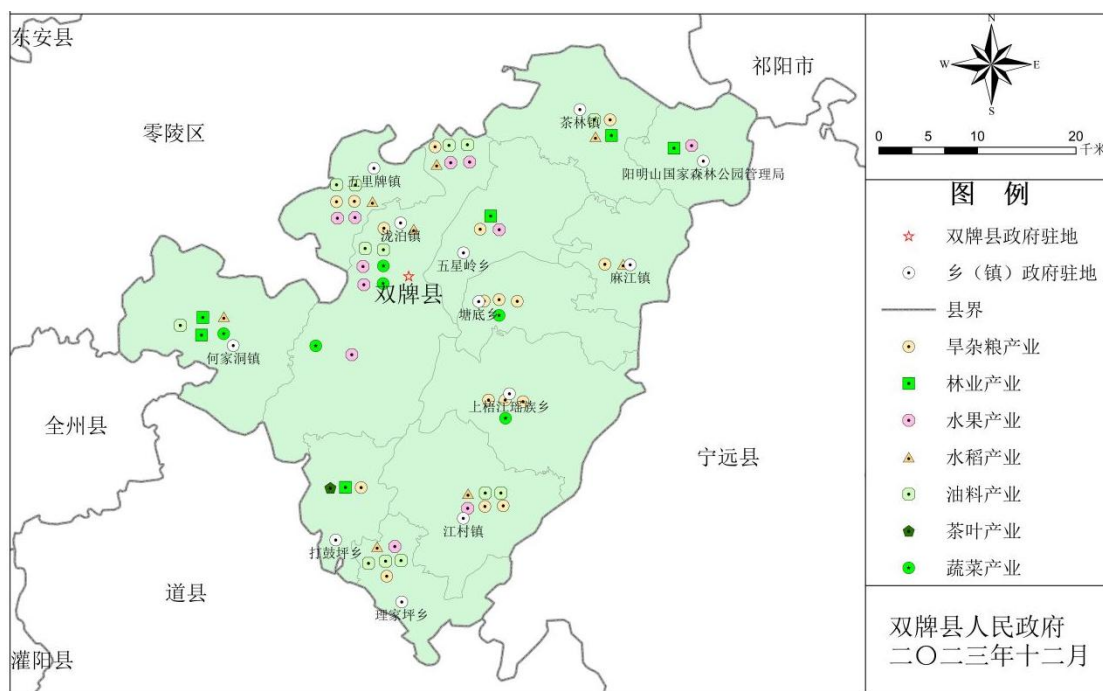 东安县
祁阳市
零陵区
茶林镇
阳明山国家森林公园管理局
五里牌镇
泷泊镇
五星岭乡
麻江镇
双牌县
塘底乡
何家洞镇
上梧江瑶族乡
全州县
宁远县
江村镇
打鼓坪乡
理家坪乡
道县
灌阳县
N
W E
S
0 5 10 20
千米
图 例
双牌县政府驻地
乡（镇）政府驻地
县界
旱杂粮产业
林业产业
水果产业
水稻产业
油料产业
茶叶产业
蔬菜产业
双牌县人民政府
二〇二三年十二月